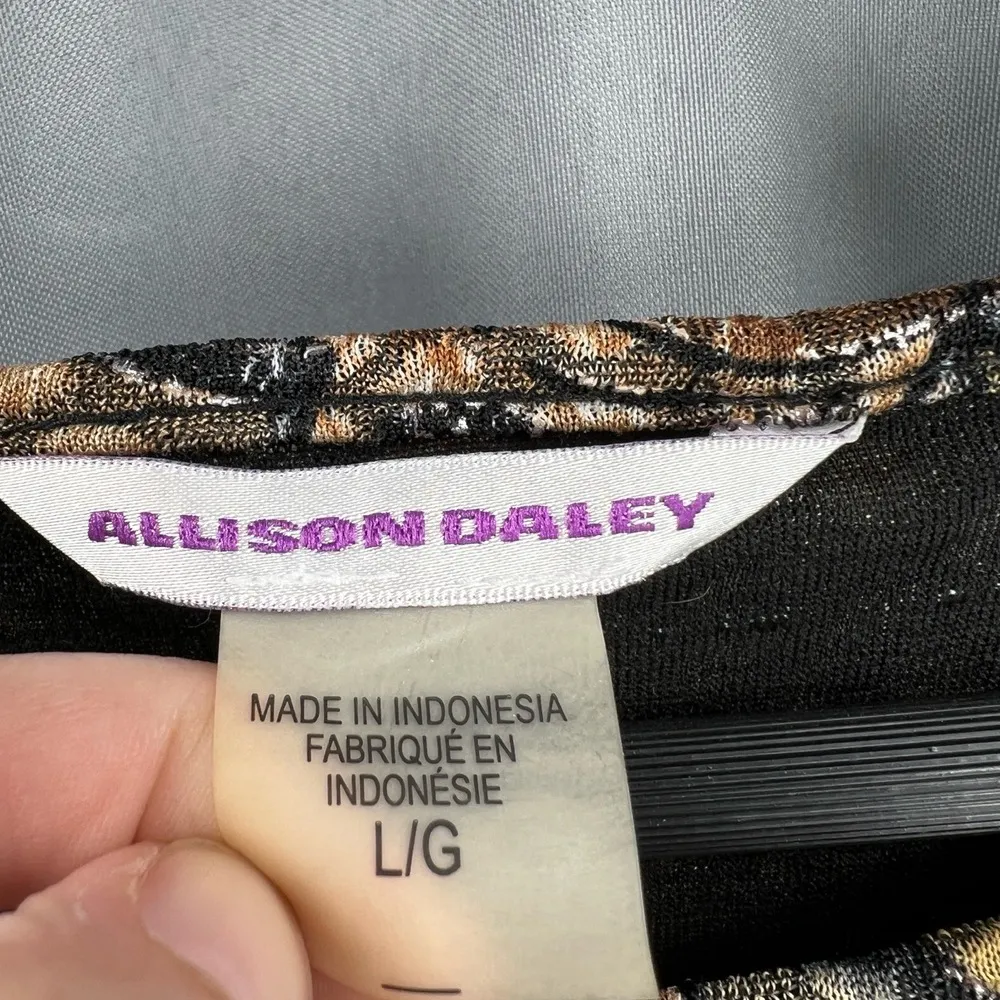 ALLISON DALEY
MADE IN INDONESIA
FABRIQUÉ EN
INDONÉSIE
L/G